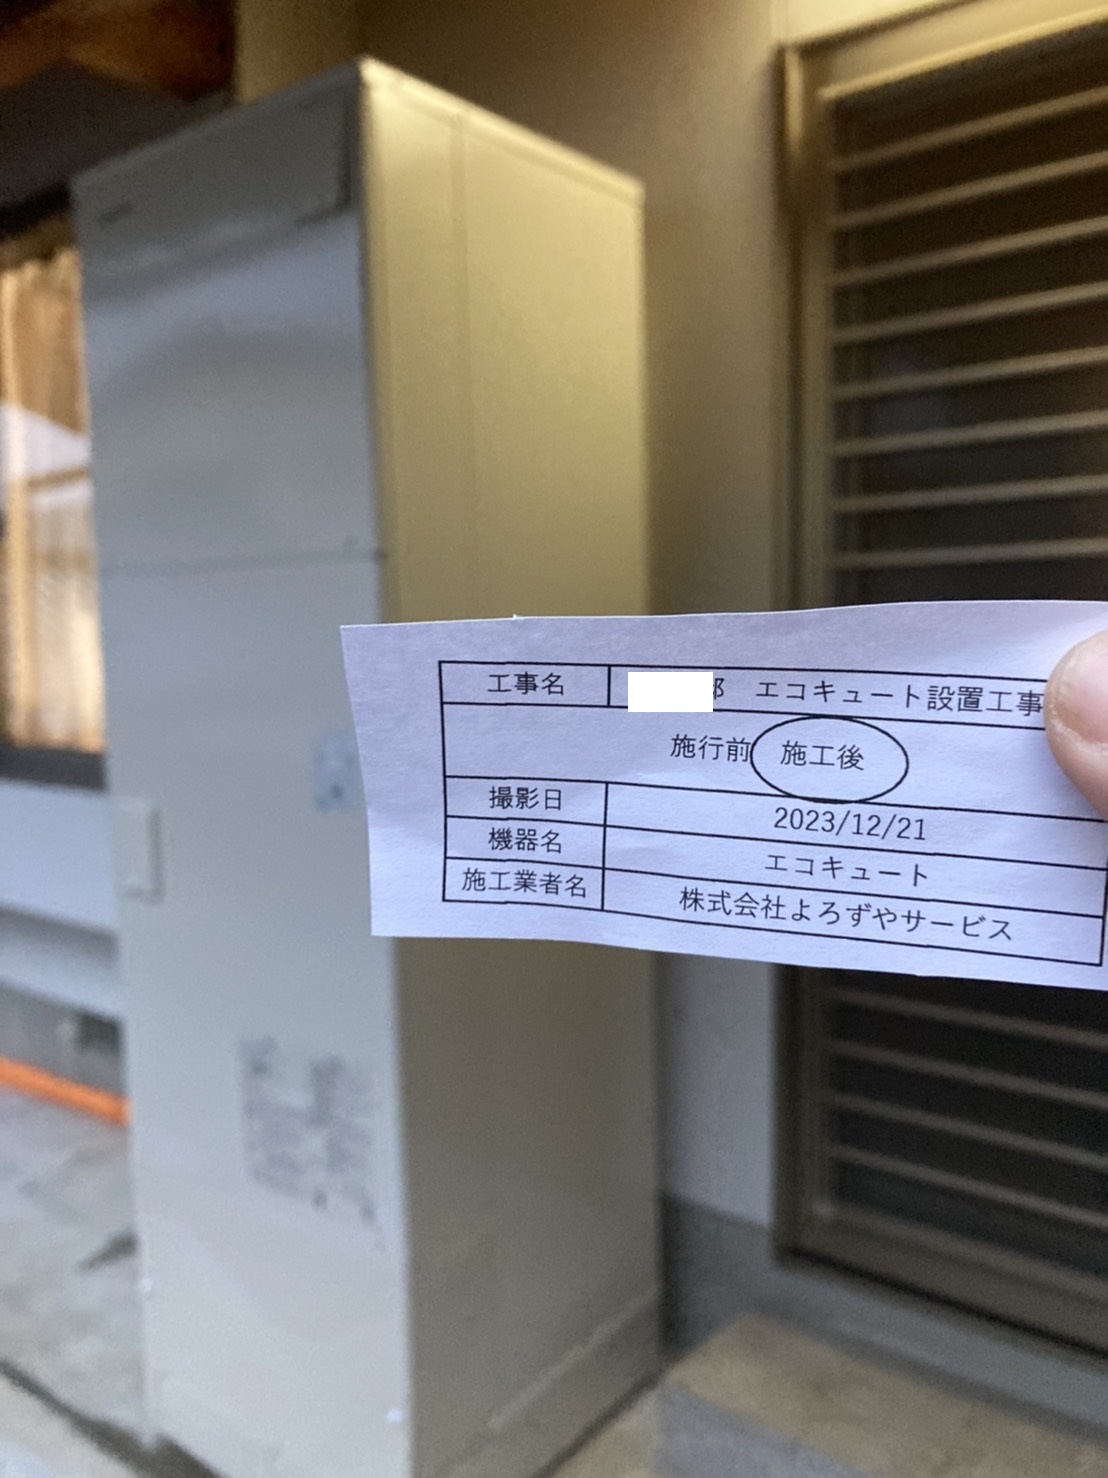 工事名 邸 エコキュート設置工事
施行前 施工後
撮影日 2023/12/21
機器名 エコキュート
施工業者名 株式会社よろずやサービス